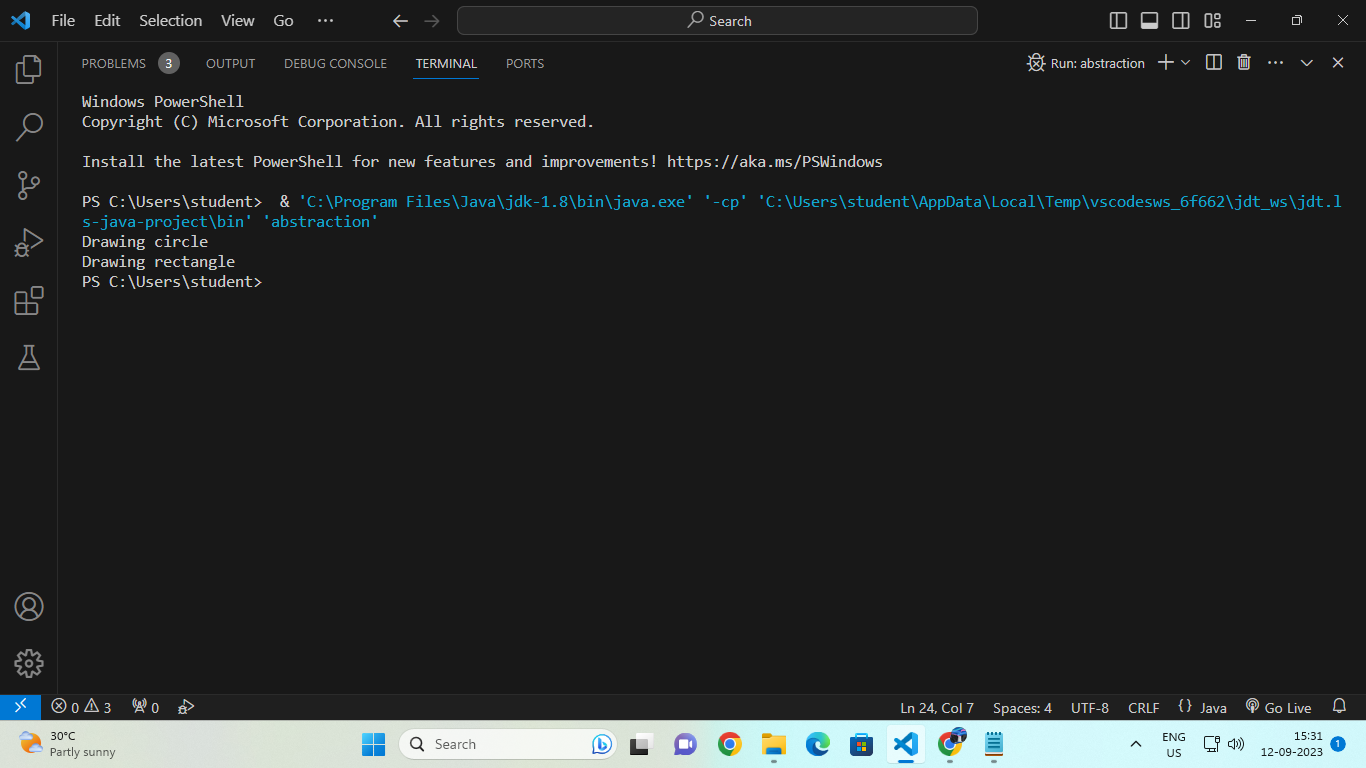 File Edit Selection View Go ··· Search
PROBLEMS 3 OUTPUT DEBUG CONSOLE TERMINAL PORTS Run: abstraction
Windows PowerShell
Copyright (C) Microsoft Corporation. All rights reserved.
Install the latest PowerShell for new features and improvements! https://aka.ms/PSWindows
PS C:\Users\student>  & 'C:\Program Files\Java\jdk-1.8\bin\java.exe' '-cp' 'C:\Users\student\AppData\Local\Temp\vscodesws_6f662\jdt_ws\jdt.l
s-java-project\bin' 'abstraction'
Drawing circle
Drawing rectangle
PS C:\Users\student>
0 3 0 Ln 24, Col 7 Spaces: 4 UTF-8 CRLF {} Java Go Live
30°C
Partly sunny
Search
ENG
US
15:31
12-09-2023
1